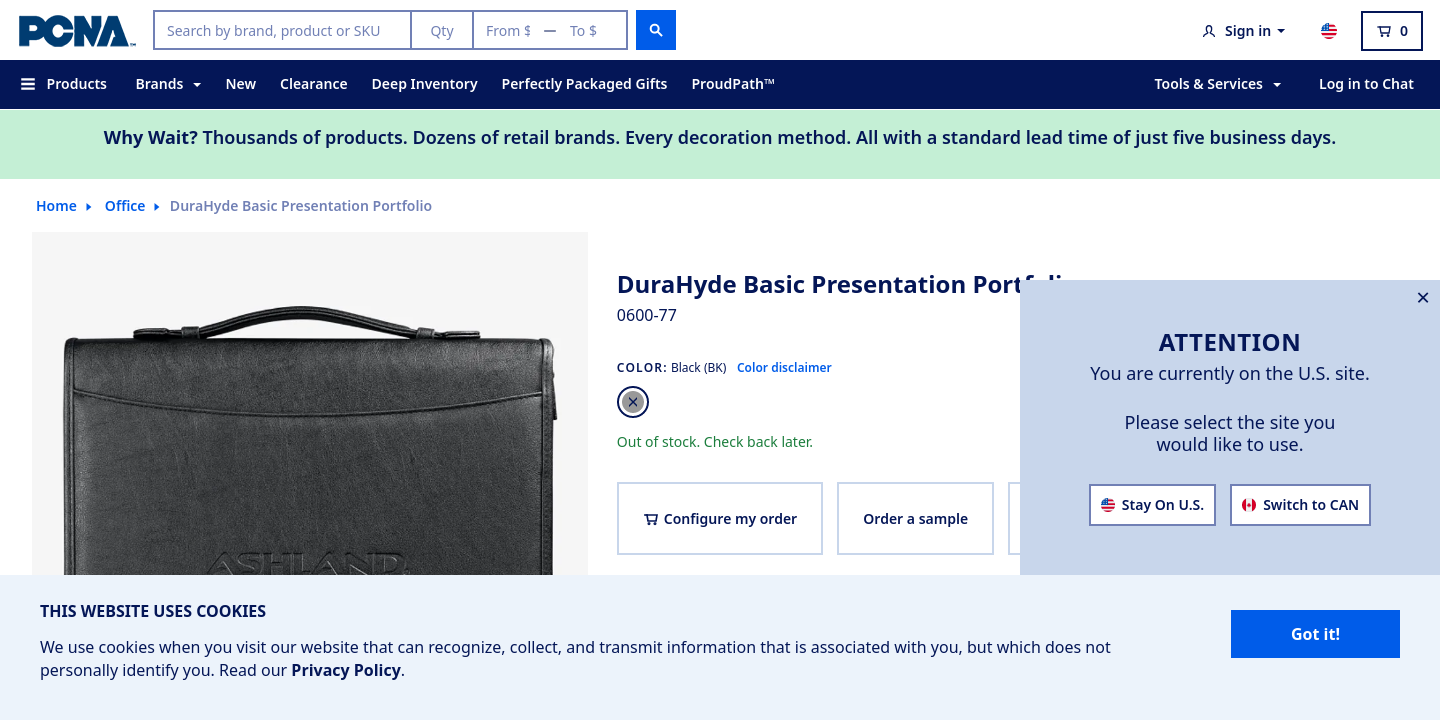 PCNA™
Search by brand, product or SKU
Qty
From $ — To $
Sign in
0
Products
Brands
New
Clearance
Deep Inventory
Perfectly Packaged Gifts
ProudPath™
Tools & Services
Log in to Chat
Why Wait? Thousands of products. Dozens of retail brands. Every decoration method. All with a standard lead time of just five business days.
Home
Office
DuraHyde Basic Presentation Portfolio
DuraHyde Basic Presentation Portfoli
0600-77
COLOR: Black (BK) Color disclaimer
Out of stock. Check back later.
Configure my order
Order a sample
ASHLAND
ATTENTION
You are currently on the U.S. site.
Please select the site you
would like to use.
Stay On U.S.
Switch to CAN
THIS WEBSITE USES COOKIES
We use cookies when you visit our website that can recognize, collect, and transmit information that is associated with you, but which does not
personally identify you. Read our Privacy Policy.
Got it!